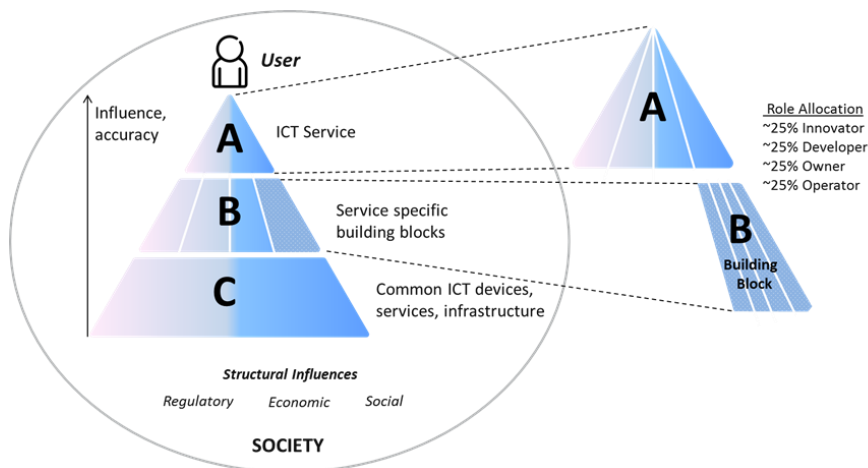 User
Influence,
accuracy
A
ICT Service
B
Service specific
building blocks
C
Common ICT devices,
services, infrastructure
Structural Influences
Regulatory Economic Social
SOCIETY
A
Role Allocation
~25% Innovator
~25% Developer
~25% Owner
~25% Operator
B
Building
Block